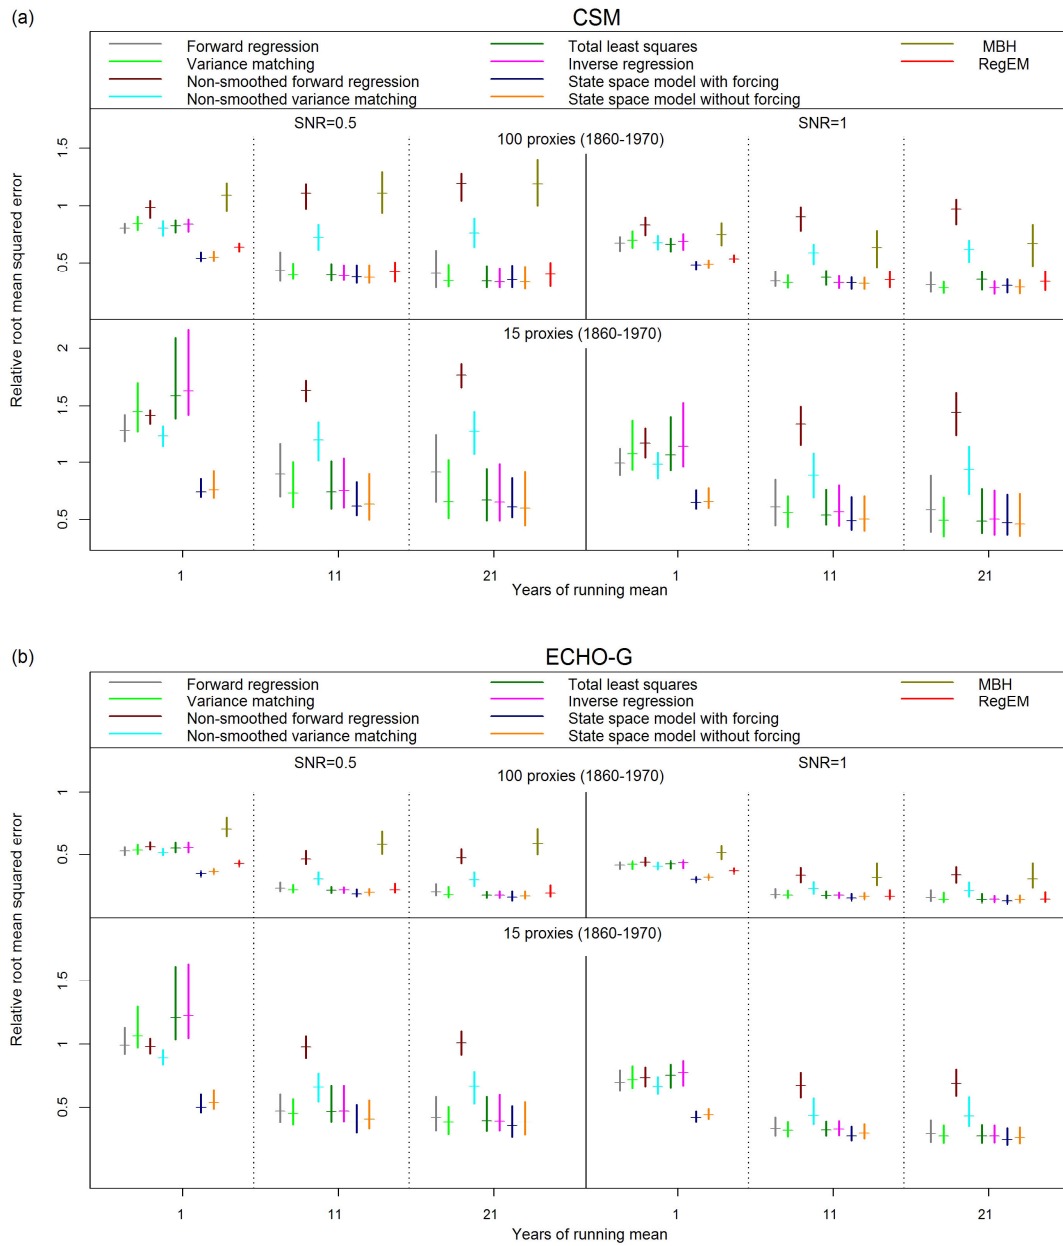 (a)
CSM
Forward regression
Variance matching
Non-smoothed forward regression
Non-smoothed variance matching
Total least squares
Inverse regression
State space model with forcing
State space model without forcing
MBH
RegEM
SNR=0.5
SNR=1
100 proxies (1860-1970)
1.5
1
0.5
15 proxies (1860-1970)
2
1.5
1
0.5
Relative root mean squared error
1 11 21 1 11 21
Years of running mean
(b)
ECHO-G
Forward regression
Variance matching
Non-smoothed forward regression
Non-smoothed variance matching
Total least squares
Inverse regression
State space model with forcing
State space model without forcing
MBH
RegEM
SNR=0.5
SNR=1
100 proxies (1860-1970)
1
0.5
15 proxies (1860-1970)
1.5
1
0.5
Relative root mean squared error
1 11 21 1 11 21
Years of running mean